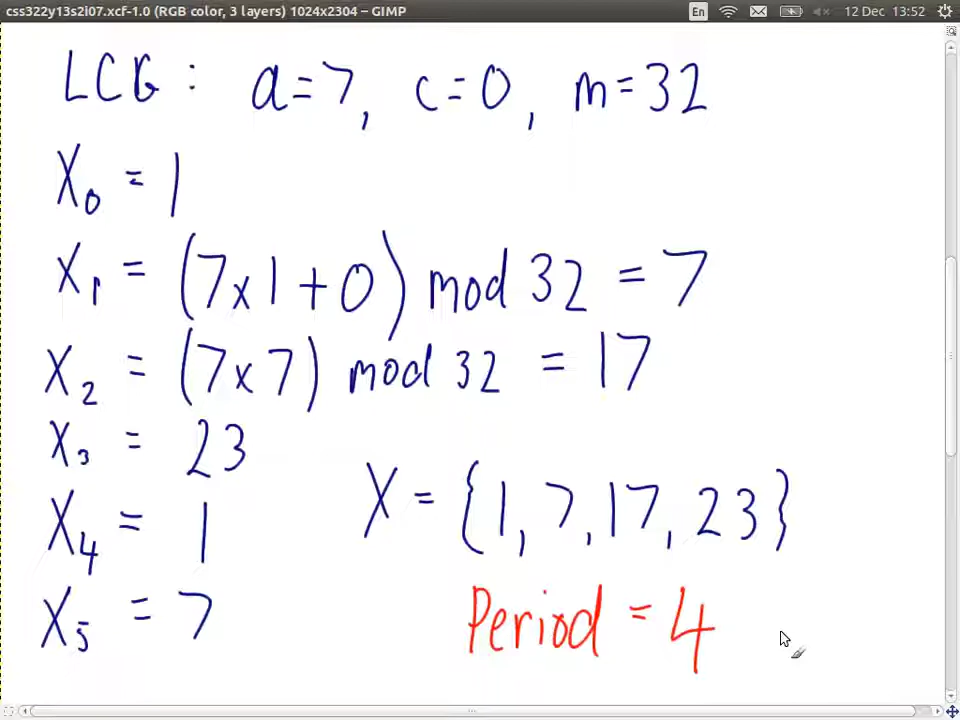 css322y13s2l07.xcf-1.0 (RGB color, 3 layers) 1024x2304 – GIMP
En
12 Dec 13:52
LCG : a=7, c=0, m=32
X0 = 1
X1 = (7x1+0) mod 32 = 7
X2 = (7x7) mod 32 = 17
X3 = 23
X4 = 1
X = {1,7,17,23}
X5 = 7
Period = 4